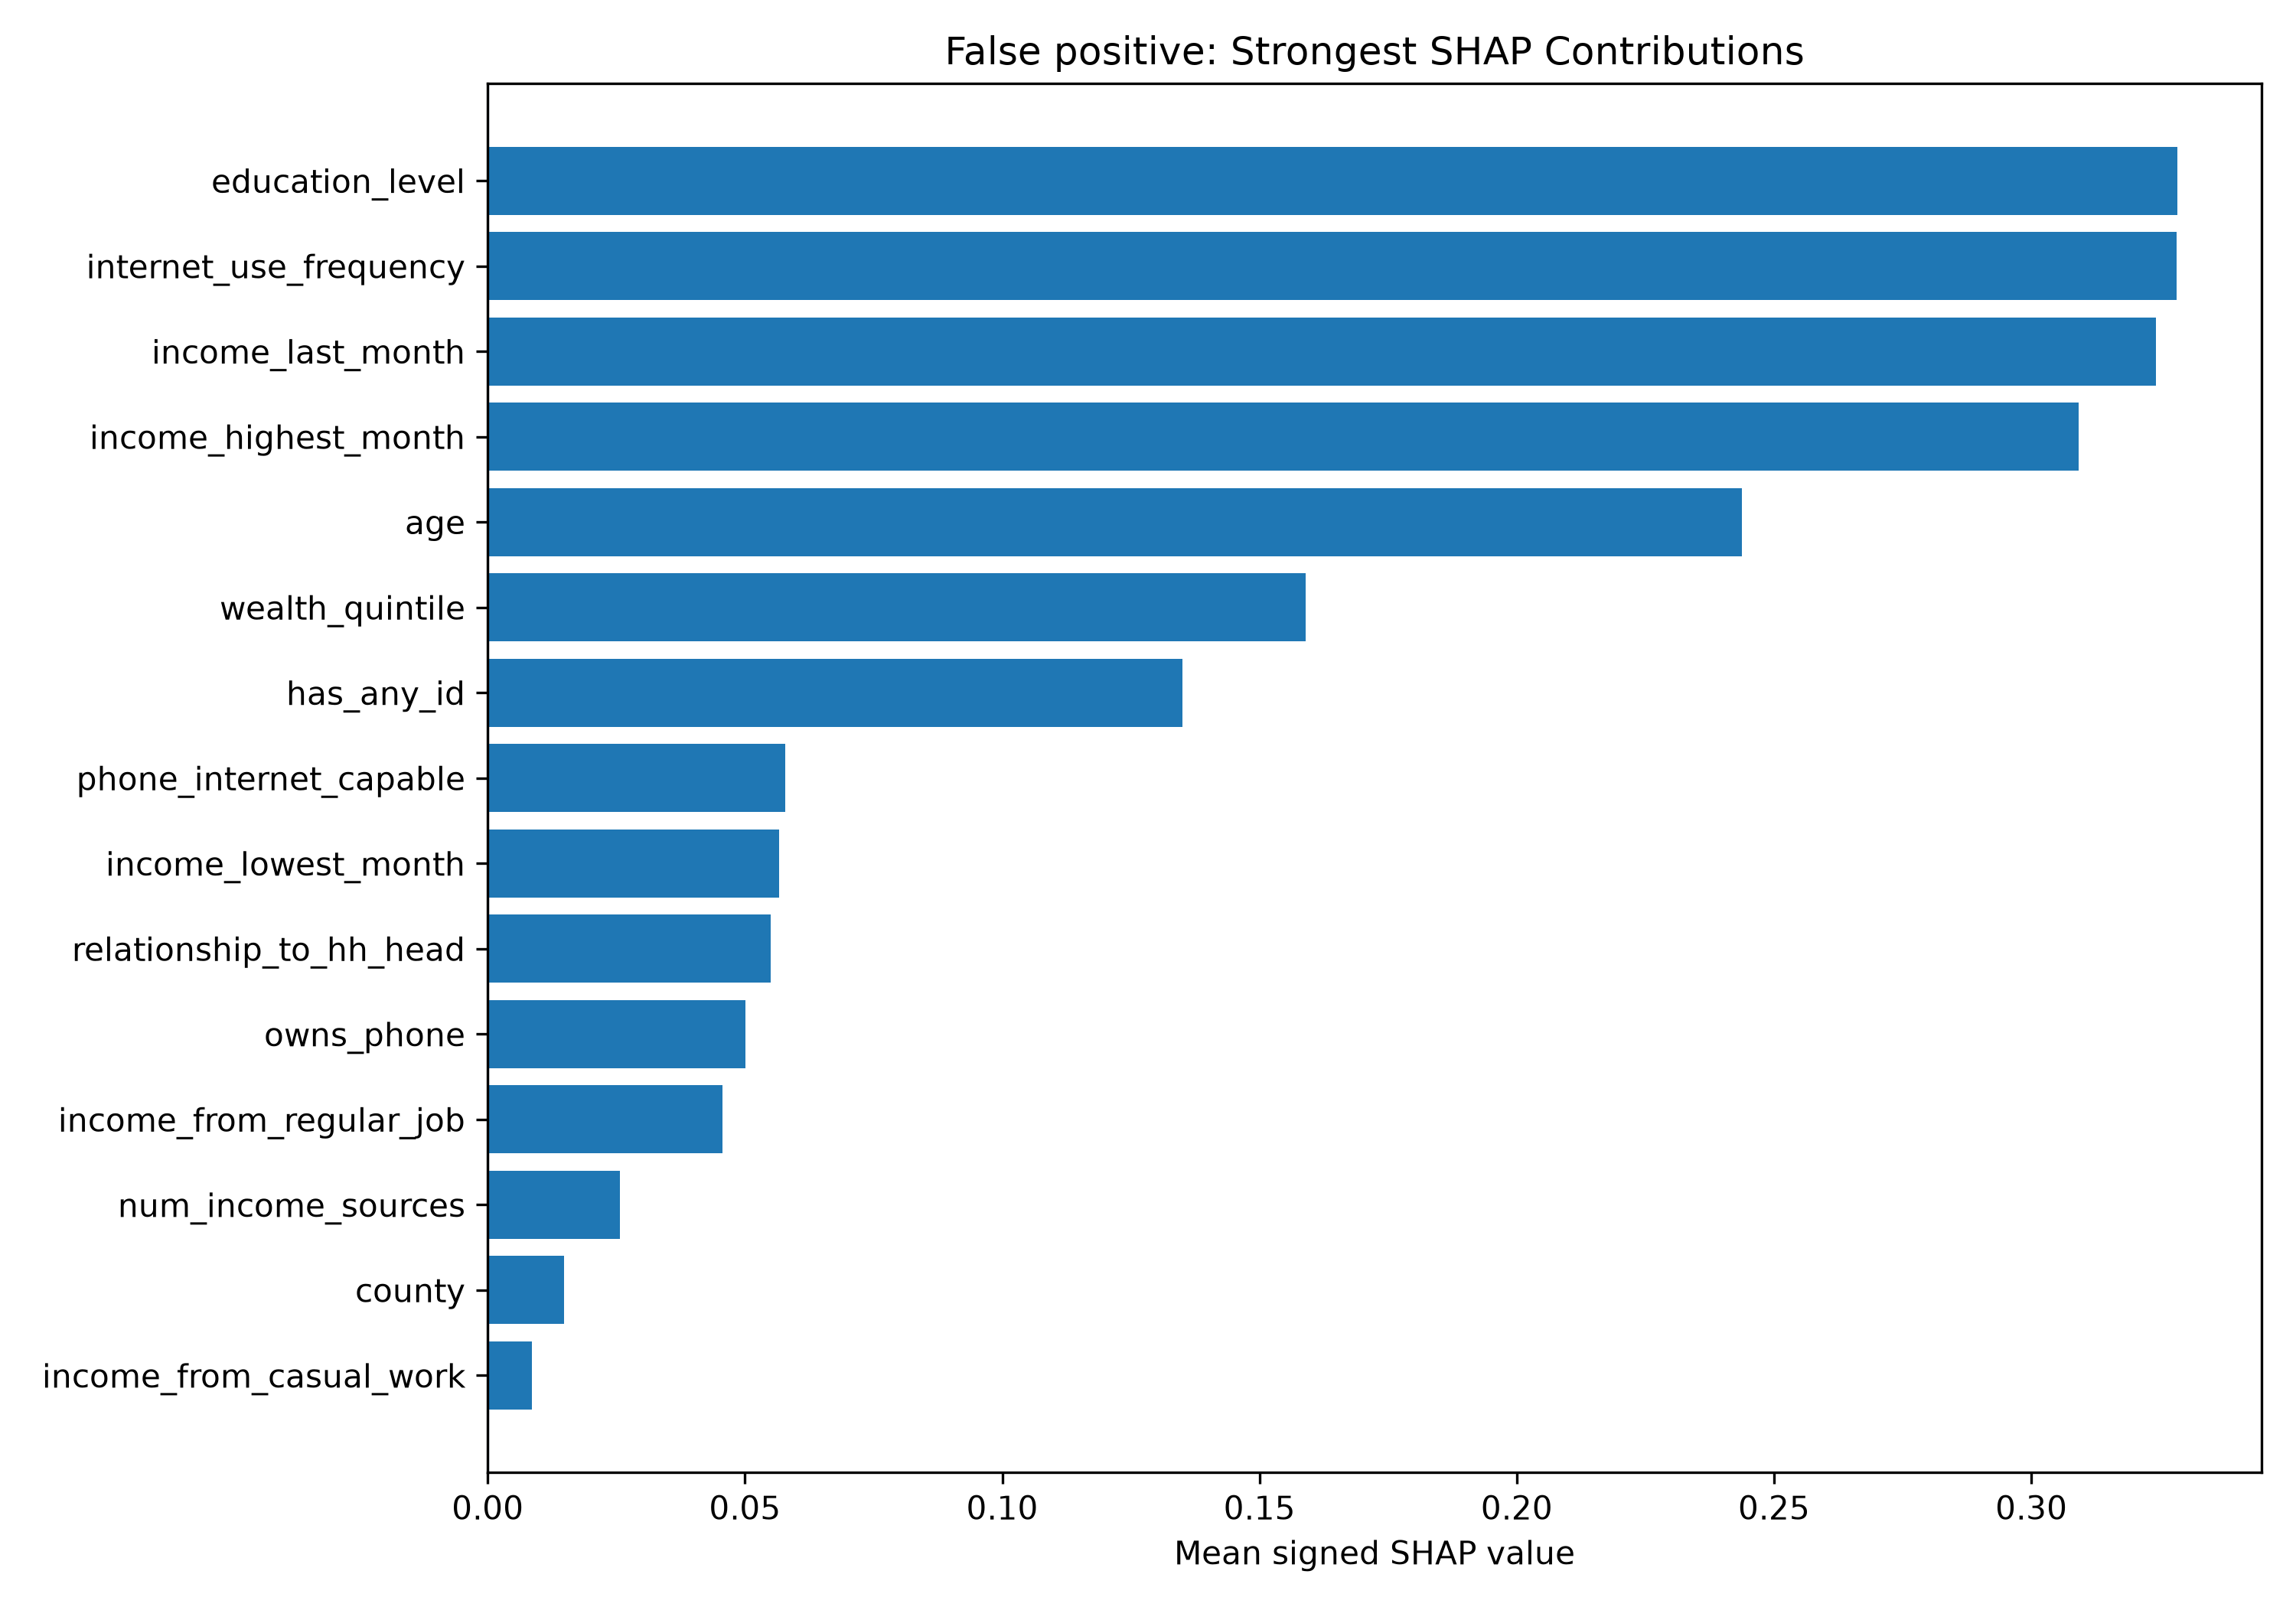 False positive: Strongest SHAP Contributions
education_level
internet_use_frequency
income_last_month
income_highest_month
age
wealth_quintile
has_any_id
phone_internet_capable
income_lowest_month
relationship_to_hh_head
owns_phone
income_from_regular_job
num_income_sources
county
income_from_casual_work
0.00 0.05 0.10 0.15 0.20 0.25 0.30
Mean signed SHAP value